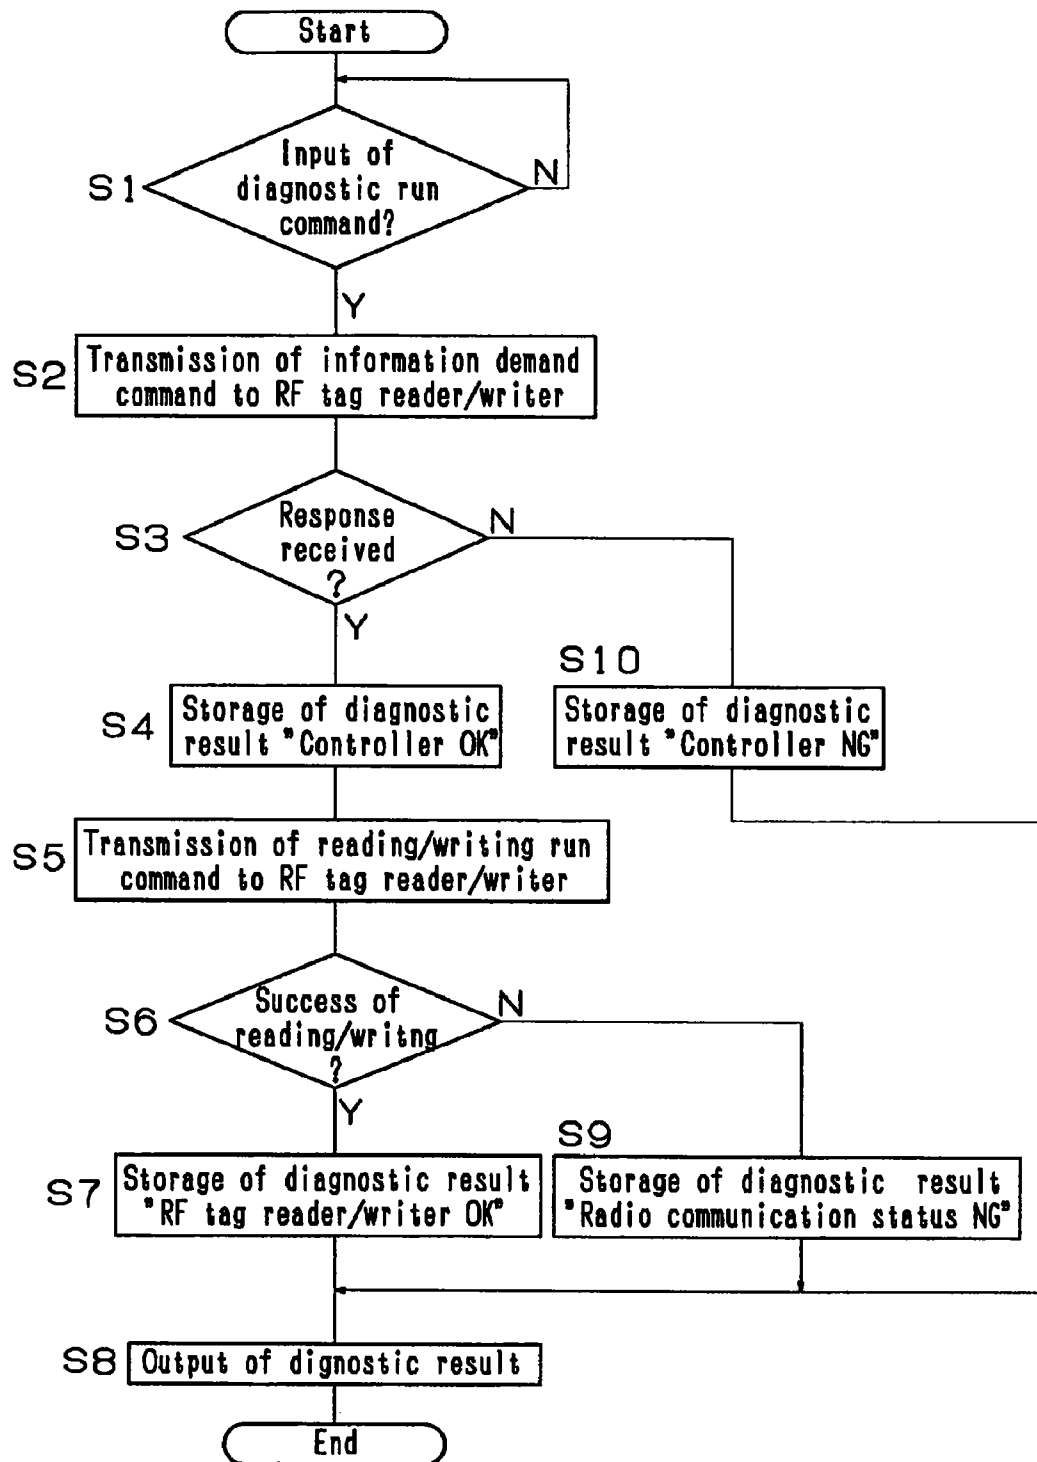 Start
Input of
diagnostic run
command?
S1
N
Y
S2
Transmission of information demand
command to RF tag reader/writer
S3
Response
received
?
N
Y
S10
S4
Storage of diagnostic
result "Controller OK"
Storage of diagnostic
result "Controller NG"
S5
Transmission of reading/writing run
command to RF tag reader/writer
S6
Success of
reading/writng
?
N
Y
S9
S7
Storage of diagnostic result
"RF tag reader/writer OK"
Storage of diagnostic result
"Radio communication status NG"
S8
Output of dignostic result
End